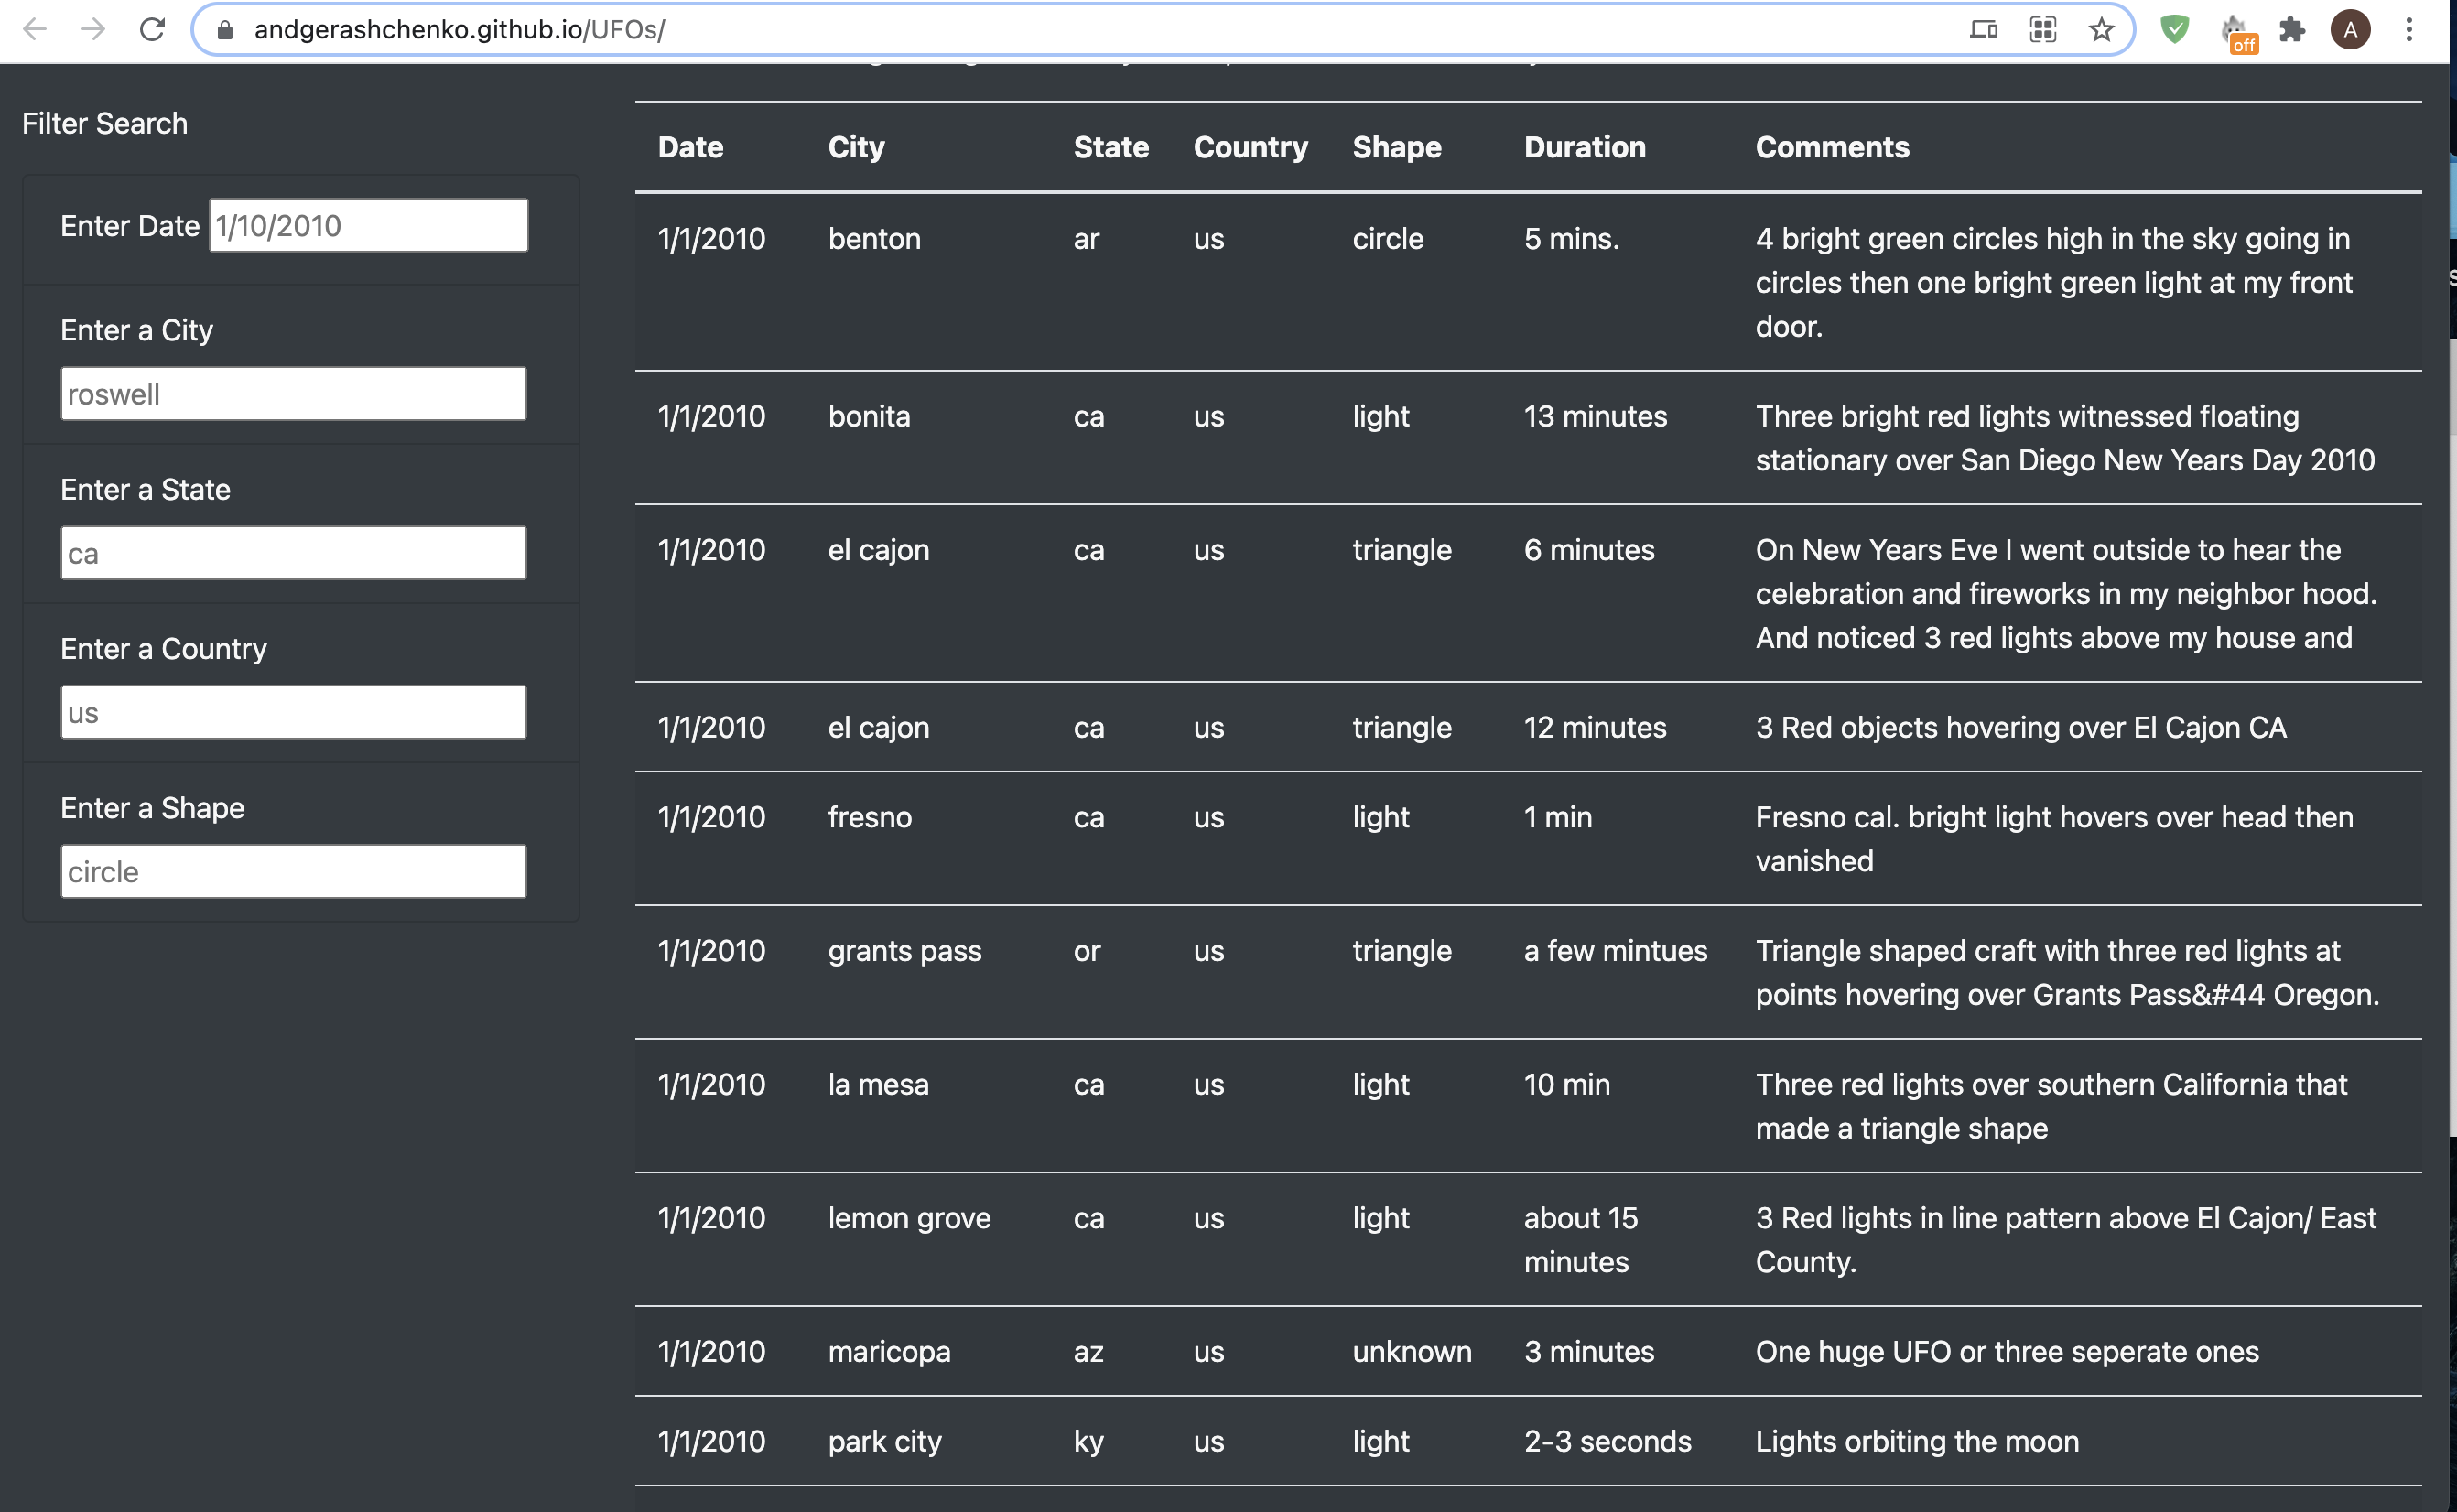 andgerashchenko.github.io/UFOs/
off
A
Filter Search
Enter Date 1/10/2010
Enter a City
roswell
Enter a State
ca
Enter a Country
us
Enter a Shape
circle
Date City State Country Shape Duration Comments
1/1/2010 benton ar us circle 5 mins. 4 bright green circles high in the sky going in
circles then one bright green light at my front
door.
1/1/2010 bonita ca us light 13 minutes Three bright red lights witnessed floating
stationary over San Diego New Years Day 2010
1/1/2010 el cajon ca us triangle 6 minutes On New Years Eve I went outside to hear the
celebration and fireworks in my neighbor hood.
And noticed 3 red lights above my house and
1/1/2010 el cajon ca us triangle 12 minutes 3 Red objects hovering over El Cajon CA
1/1/2010 fresno ca us light 1 min Fresno cal. bright light hovers over head then
vanished
1/1/2010 grants pass or us triangle a few mintues Triangle shaped craft with three red lights at
points hovering over Grants Pass&#44 Oregon.
1/1/2010 la mesa ca us light 10 min Three red lights over southern California that
made a triangle shape
1/1/2010 lemon grove ca us light about 15 3 Red lights in line pattern above El Cajon/ East
minutes County.
1/1/2010 maricopa az us unknown 3 minutes One huge UFO or three seperate ones
1/1/2010 park city ky us light 2-3 seconds Lights orbiting the moon